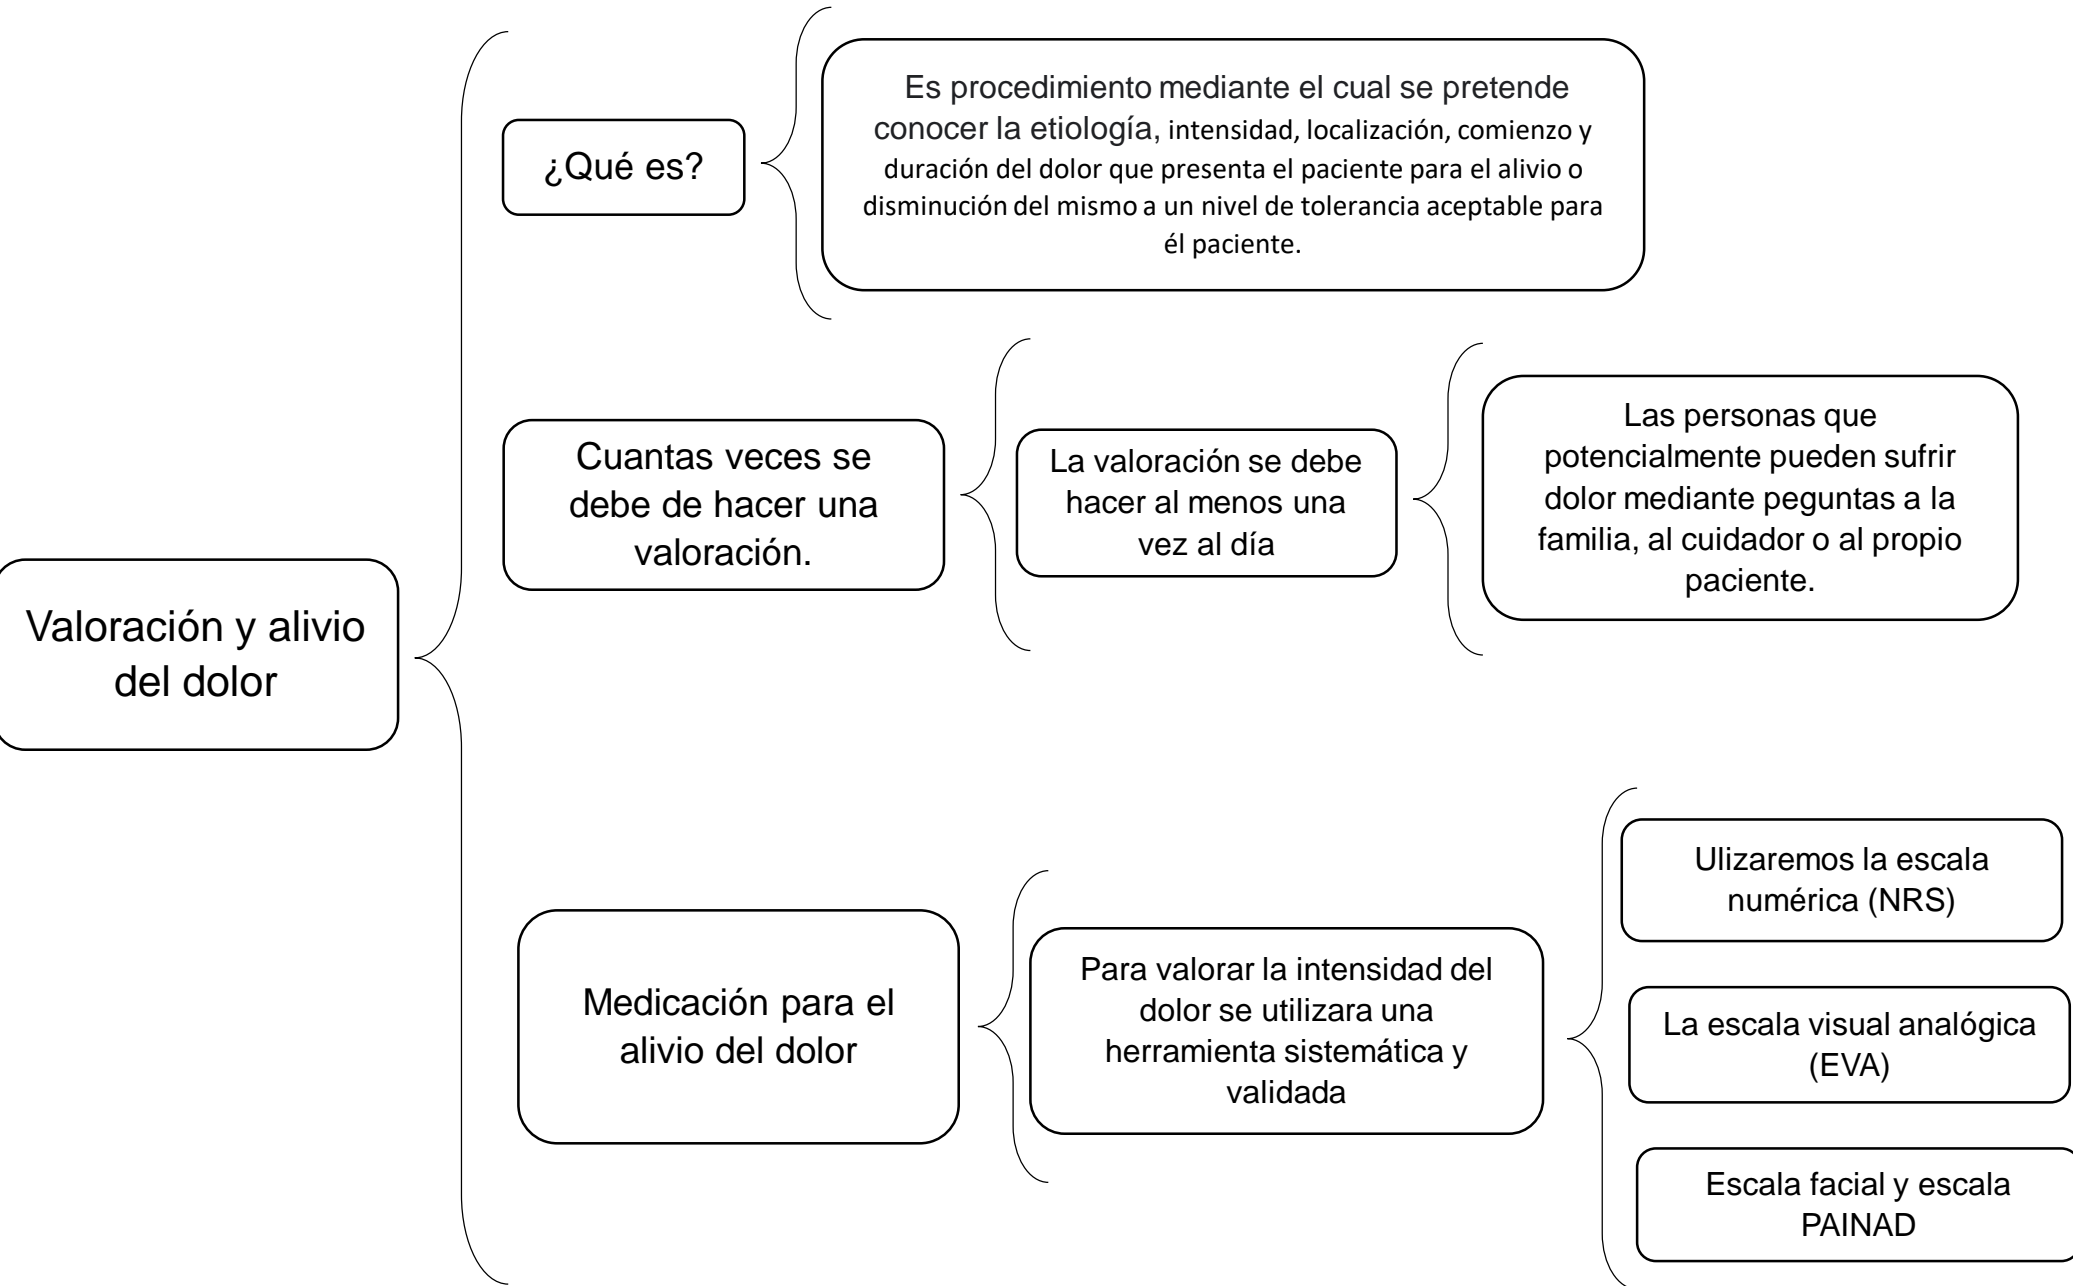 Valoración y alivio
del dolor
¿Qué es?
Es procedimiento mediante el cual se pretende
conocer la etiología, intensidad, localización, comienzo y
duración del dolor que presenta el paciente para el alivio o
disminución del mismo a un nivel de tolerancia aceptable para
él paciente.
Cuantas veces se
debe de hacer una
valoración.
La valoración se debe
hacer al menos una
vez al día
Las personas que
potencialmente pueden sufrir
dolor mediante peguntas a la
familia, al cuidador o al propio
paciente.
Medicación para el
alivio del dolor
Para valorar la intensidad del
dolor se utilizara una
herramienta sistemática y
validada
Ulizaremos la escala
numérica (NRS)
La escala visual analógica
(EVA)
Escala facial y escala
PAINAD